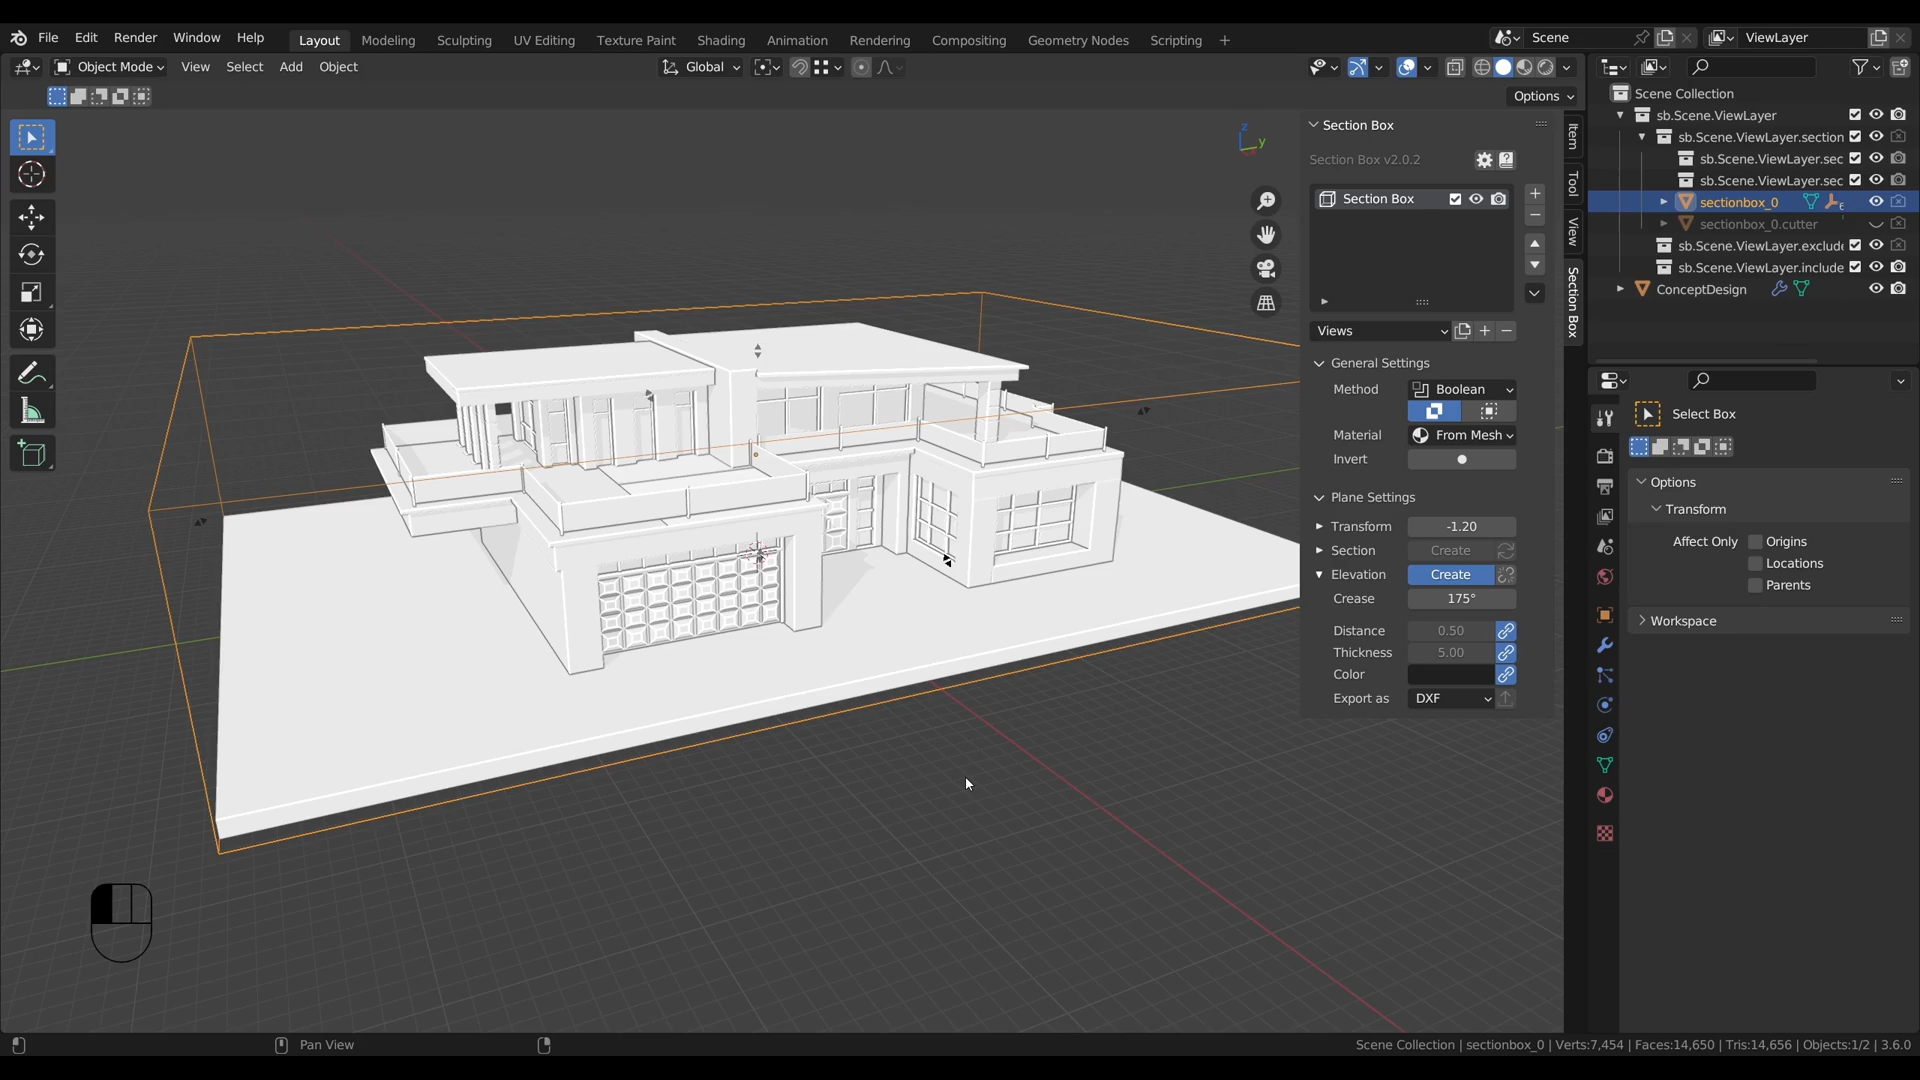 File Edit Render Window Help Layout Modeling Sculpting UV Editing Texture Paint Shading Animation Rendering Compositing Geometry Nodes Scripting + Scene ViewLayer
Object Mode View Select Add Object Global
Options
z
y
Section Box
Section Box v2.0.2
Section Box
Views
General Settings
Method Boolean
Material From Mesh
Invert
Plane Settings
Transform -1.20
Section Create
Elevation Create
Crease 175°
Distance 0.50
Thickness 5.00
Color
Export as DXF
Item
Tool
View
Section Box
Scene Collection
sb.Scene.ViewLayer
sb.Scene.ViewLayer.section
sb.Scene.ViewLayer.sec
sb.Scene.ViewLayer.sec
sectionbox_0 6
sectionbox_0.cutter
sb.Scene.ViewLayer.exclude
sb.Scene.ViewLayer.include
ConceptDesign
Select Box
Options
Transform
Affect Only Origins
Locations
Parents
Workspace
Pan View
Scene Collection | sectionbox_0 | Verts:7,454 | Faces:14,650 | Tris:14,656 | Objects:1/2 | 3.6.0